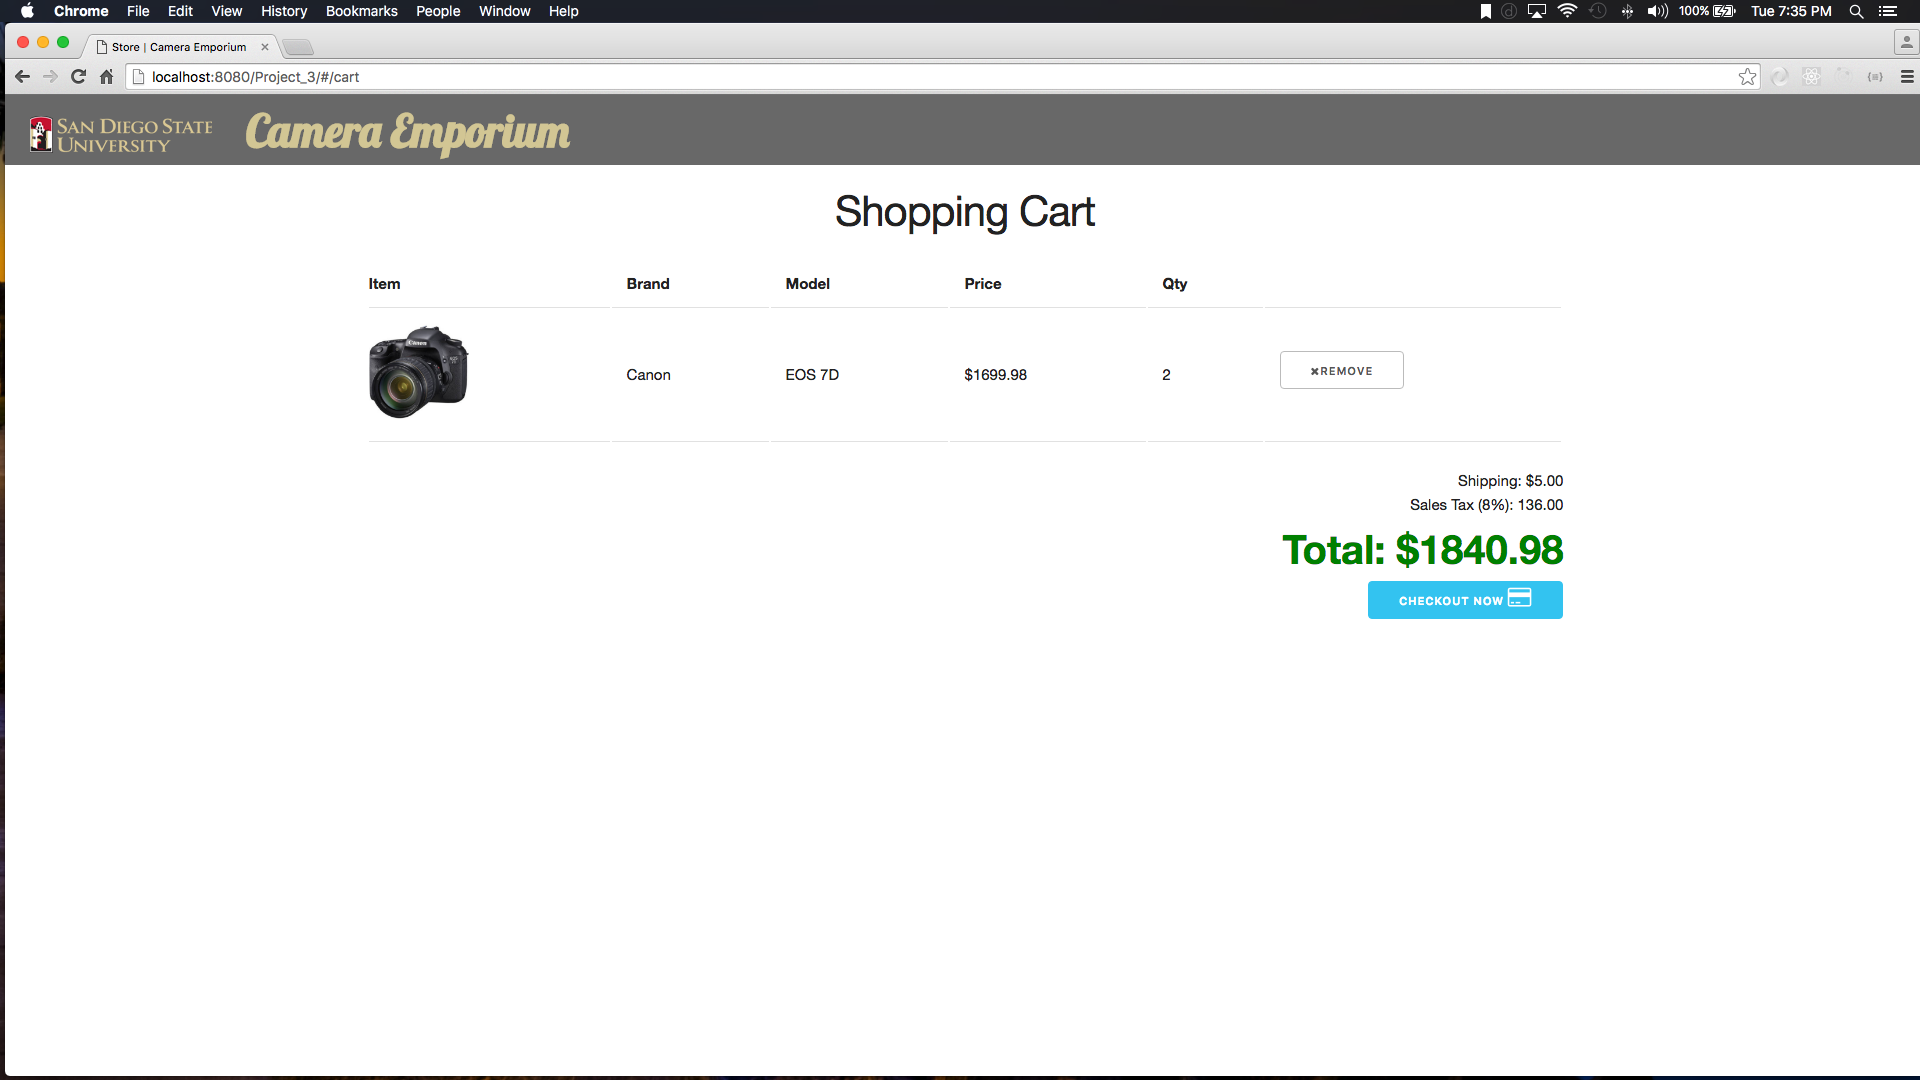 Chrome File Edit View History Bookmarks People Window Help 100% Tue 7:35 PM
Store | Camera Emporium
localhost:8080/Project_3/#/cart
SAN DIEGO STATE
UNIVERSITY
Camera Emporium
Shopping Cart
Item Brand Model Price Qty
Canon
Canon EOS 7D $1699.98 2 ✖REMOVE
Shipping: $5.00
Sales Tax (8%): 136.00
Total: $1840.98
CHECKOUT NOW